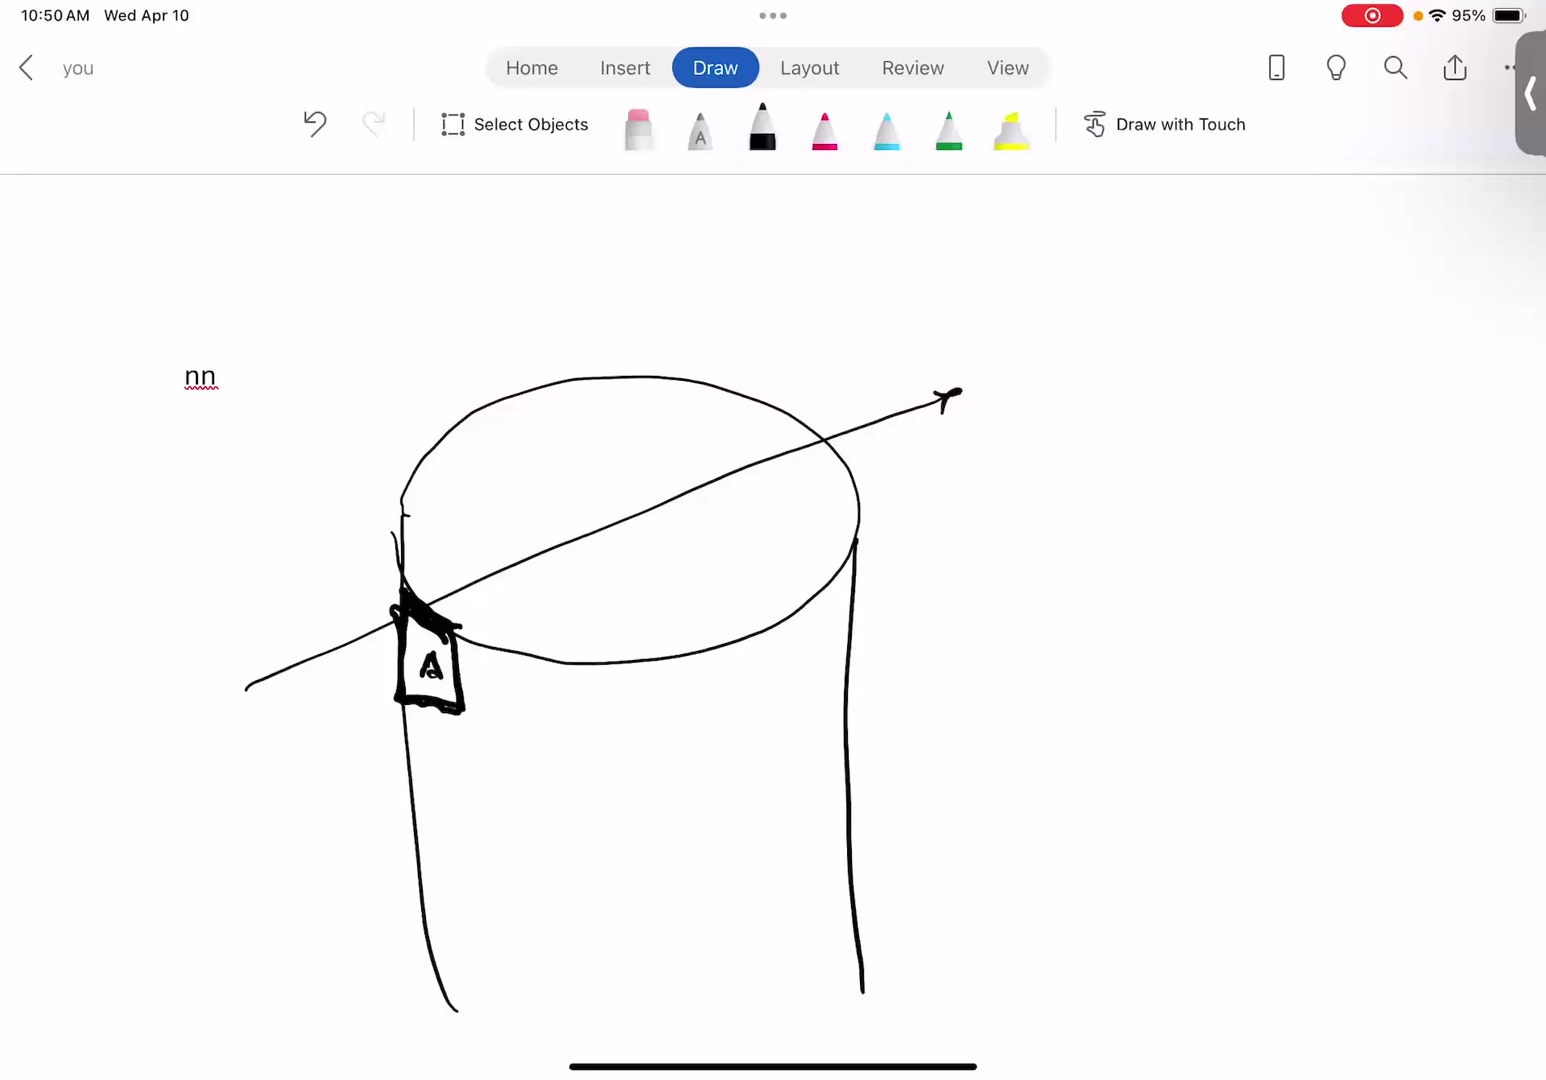 10:50 AM Wed Apr 10
95%
you
Home Insert Draw Layout Review View
Select Objects
A
Draw with Touch
nn
A